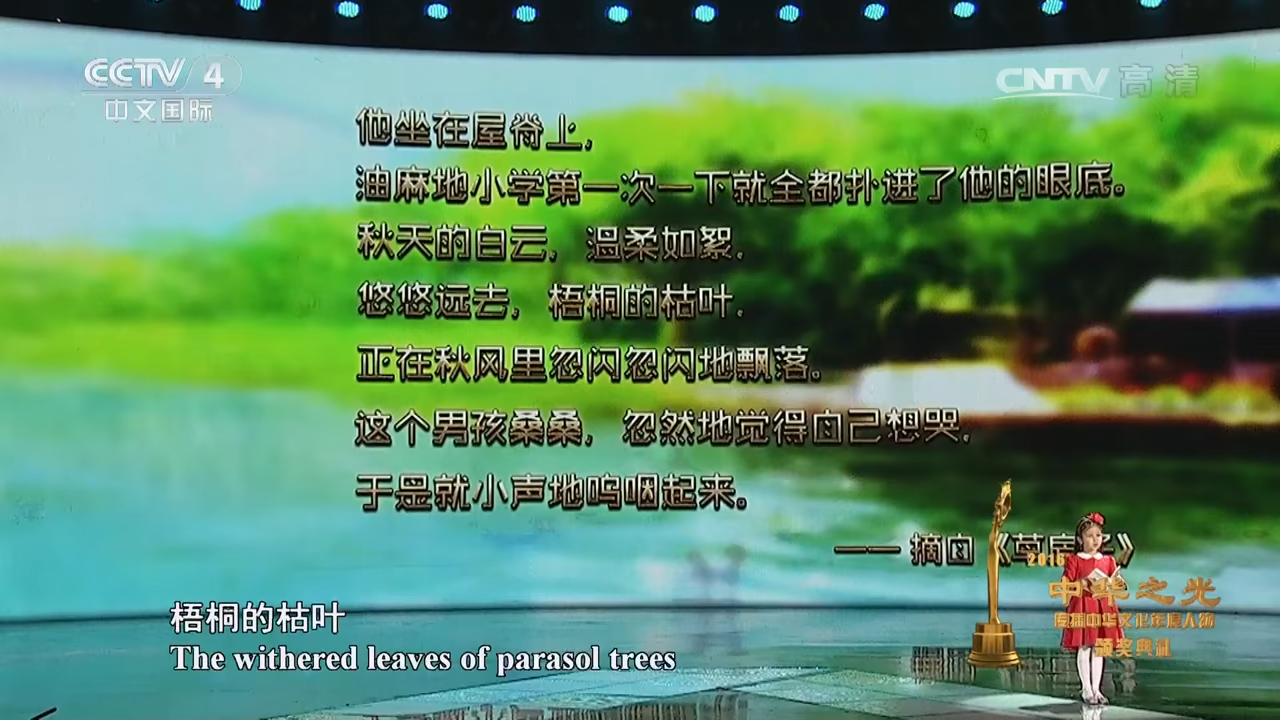 CCTV 4
中文国际
CNTV 高清
他坐在屋脊上,
油麻地小学第一次一下就全都扑进了他的眼底。
秋天的白云, 温柔如絮,
悠悠远去, 梧桐的枯叶,
正在秋风里忽闪忽闪地飘落。
这个男孩桑桑, 忽然地觉得自己想哭,
于是就小声地呜咽起来。
—— 摘自《草房子》
2016
中华之光
传播中华文化年度人物
颁奖典礼
梧桐的枯叶
The withered leaves of parasol trees